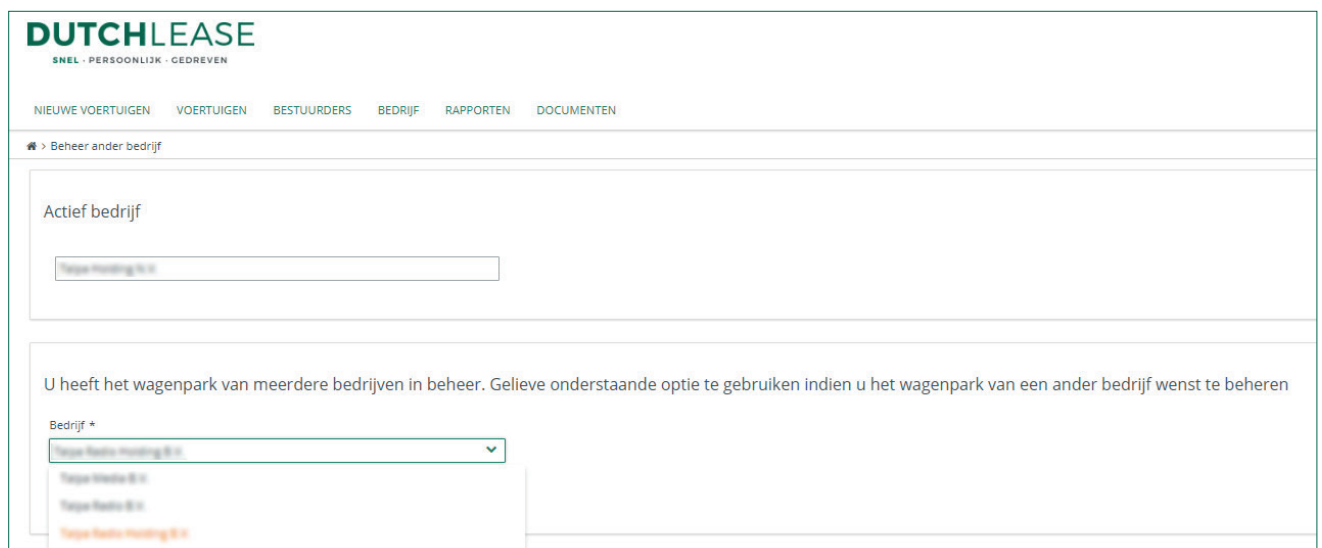 DUTCHLEASE
SNEL - PERSOONLIJK - GEDREVEN
NIEUWE VOERTUIGEN VOERTUIGEN BESTUURDERS BEDRIJF RAPPORTEN DOCUMENTEN
> Beheer ander bedrijf
Actief bedrijf
U heeft het wagenpark van meerdere bedrijven in beheer. Gelieve onderstaande optie te gebruiken indien u het wagenpark van een ander bedrijf wenst te beheren
Bedrijf *